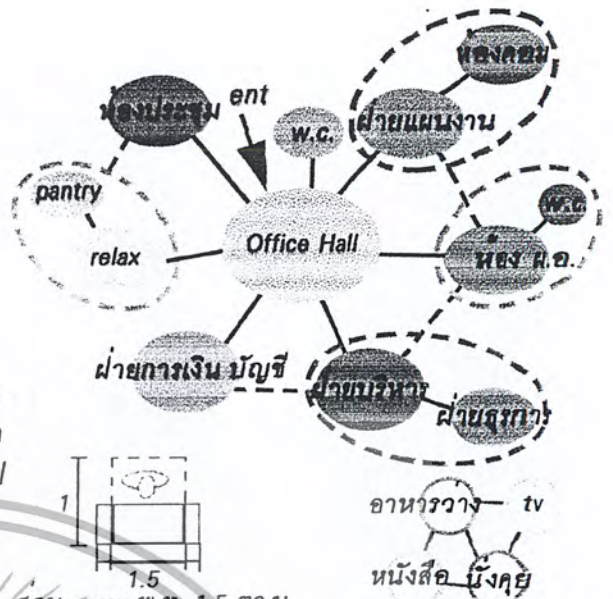 ห้องคอม
ห้องประชุม
ent
w.c.
ฝ่ายแผนงาน
pantry
w.c.
relax
Office Hall
ห้อง ผ.อ.
ฝ่ายการเงิน บัญชี
ฝ่ายบริหาร
ฝ่ายธุรการ
1
1.5
อาหารว่าง
tv
หนังสือ
นั่งคุย
1.5